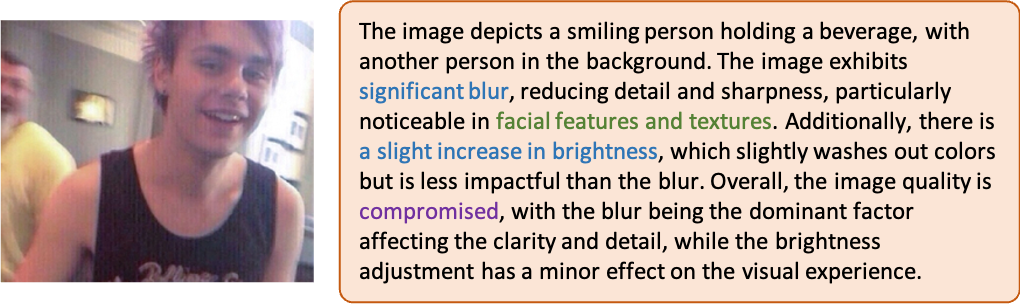 The image depicts a smiling person holding a beverage, with
another person in the background. The image exhibits
significant blur, reducing detail and sharpness, particularly
noticeable in facial features and textures. Additionally, there is
a slight increase in brightness, which slightly washes out colors
but is less impactful than the blur. Overall, the image quality is
compromised, with the blur being the dominant factor
affecting the clarity and detail, while the brightness
adjustment has a minor effect on the visual experience.